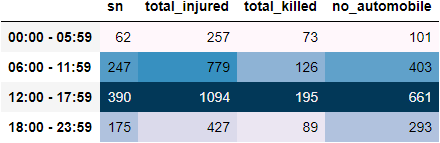 sn total_injured total_killed no_automobile
00:00 - 05:59 62 257 73 101
06:00 - 11:59 247 779 126 403
12:00 - 17:59 390 1094 195 661
18:00 - 23:59 175 427 89 293